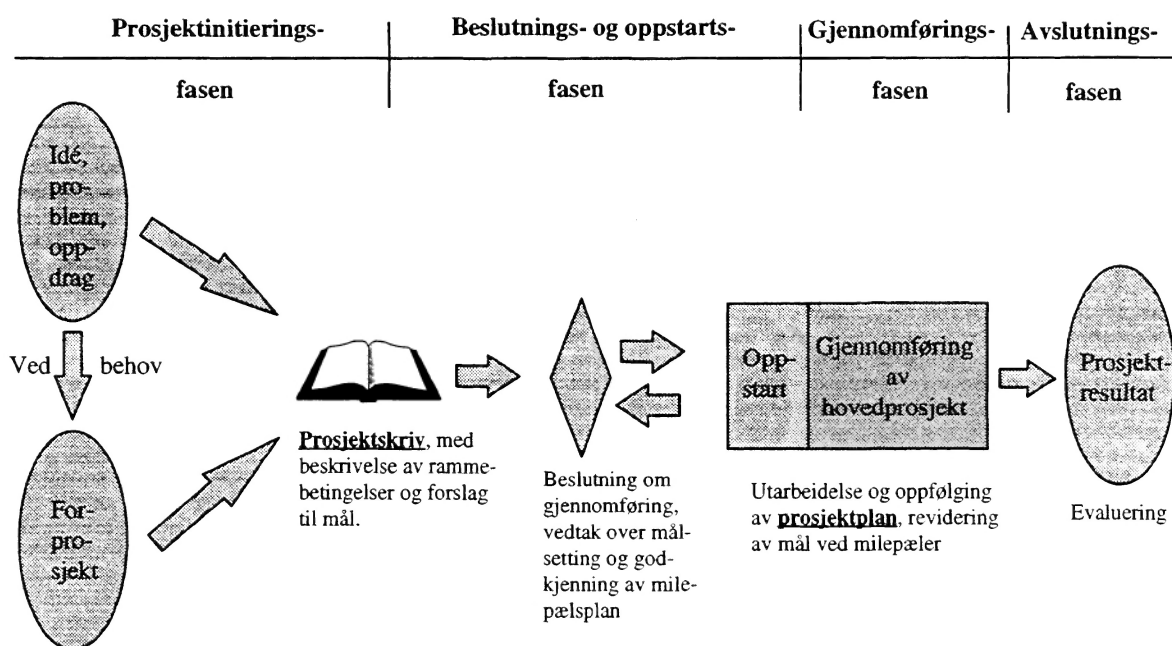 Prosjektinitierings-
fasen
Beslutnings- og oppstarts-
fasen
Gjennomførings-
fasen
Avslutnings-
fasen
Idé,
pro-
blem,
opp-
drag
Ved behov
For-
pro-
sjekt
Prosjektskriv, med
beskrivelse av ramme-
betingelser og forslag
til mål.
Beslutning om
gjennomføring,
vedtak over mål-
setting og god-
kjenning av mile-
pælsplan
Opp-
start
Gjennomføring
av
hovedprosjekt
Utarbeidelse og oppfølging
av prosjektplan, revidering
av mål ved milepæler
Prosjekt-
resultat
Evaluering